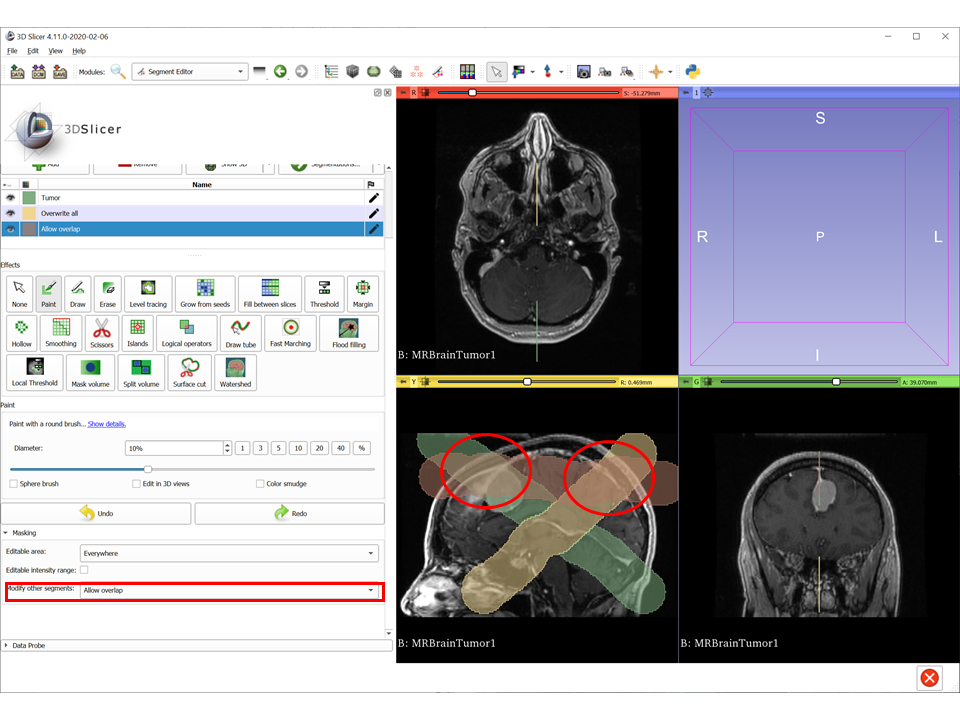 3D Slicer 4.11.0-2020-02-06
File Edit View Help
DATA DCM SAVE Modules: Segment Editor
R S: -51.279mm 1
3DSlicer
Add Remove Show 3D Segmentations...
Name
Tumor
Overwrite all
Allow overlap
Effects
None Paint Draw Erase Level tracing Grow from seeds Fill between slices Threshold Margin
Hollow Smoothing Scissors Islands Logical operators Draw tube Fast Marching Flood filling
Local Threshold Mask volume Split volume Surface cut Watershed
Paint
Paint with a round brush... Show details.
Diameter: 10% 1 3 5 10 20 40 %
Sphere brush Edit in 3D views Color smudge
Undo Redo
Masking
Editable area: Everywhere
Editable intensity range:
Modify other segments: Allow overlap
Data Probe
B: MRBrainTumor1
S
R P L
I
Y R: 0.469mm
B: MRBrainTumor1
G A: 39.070mm
B: MRBrainTumor1